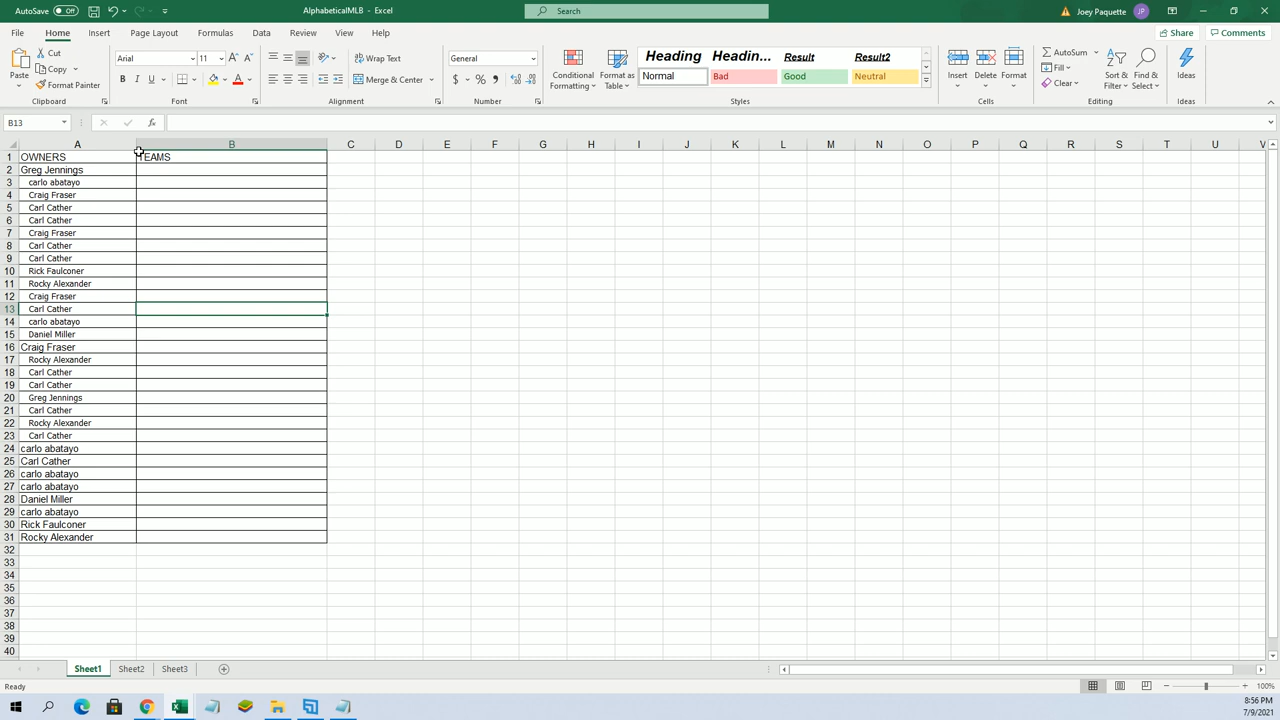 AutoSave Off AlphabeticalMLB - Excel Search Joey Paquette JP
File Home Insert Page Layout Formulas Data Review View Help Share Comments
Paste Cut Copy Format Painter Clipboard
Arial 11 B I U Font
Wrap Text Merge & Center Alignment
General $ % Number
Conditional Formatting Format as Table
Heading Headin... Result Result2
Normal Bad Good Neutral
Styles
Insert Delete Format Cells
AutoSum Fill Clear Sort & Filter Find & Select Editing
Ideas Ideas
B13 fx
A B C D E F G H I J K L M N O P Q R S T U V
1 OWNERS TEAMS
2 Greg Jennings
3 carlo abatayo
4 Craig Fraser
5 Carl Cather
6 Carl Cather
7 Craig Fraser
8 Carl Cather
9 Carl Cather
10 Rick Faulconer
11 Rocky Alexander
12 Craig Fraser
13 Carl Cather
14 carlo abatayo
15 Daniel Miller
16 Craig Fraser
17 Rocky Alexander
18 Carl Cather
19 Carl Cather
20 Greg Jennings
21 Carl Cather
22 Rocky Alexander
23 Carl Cather
24 carlo abatayo
25 Carl Cather
26 carlo abatayo
27 carlo abatayo
28 Daniel Miller
29 carlo abatayo
30 Rick Faulconer
31 Rocky Alexander
32
33
34
35
36
37
38
39
40
Sheet1 Sheet2 Sheet3
Ready 100%
8:56 PM
7/9/2021